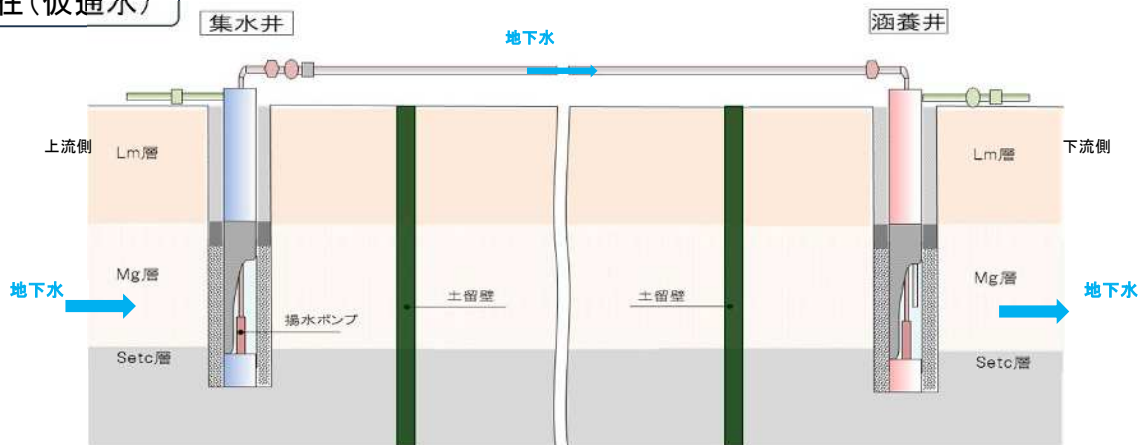 注(仮通水)
集水井
涵養井
地下水
上流側
Lm層
Lm層
下流側
Mg層
Mg層
地下水
地下水
土留壁
土留壁
揚水ポンプ
Setc層
Setc層